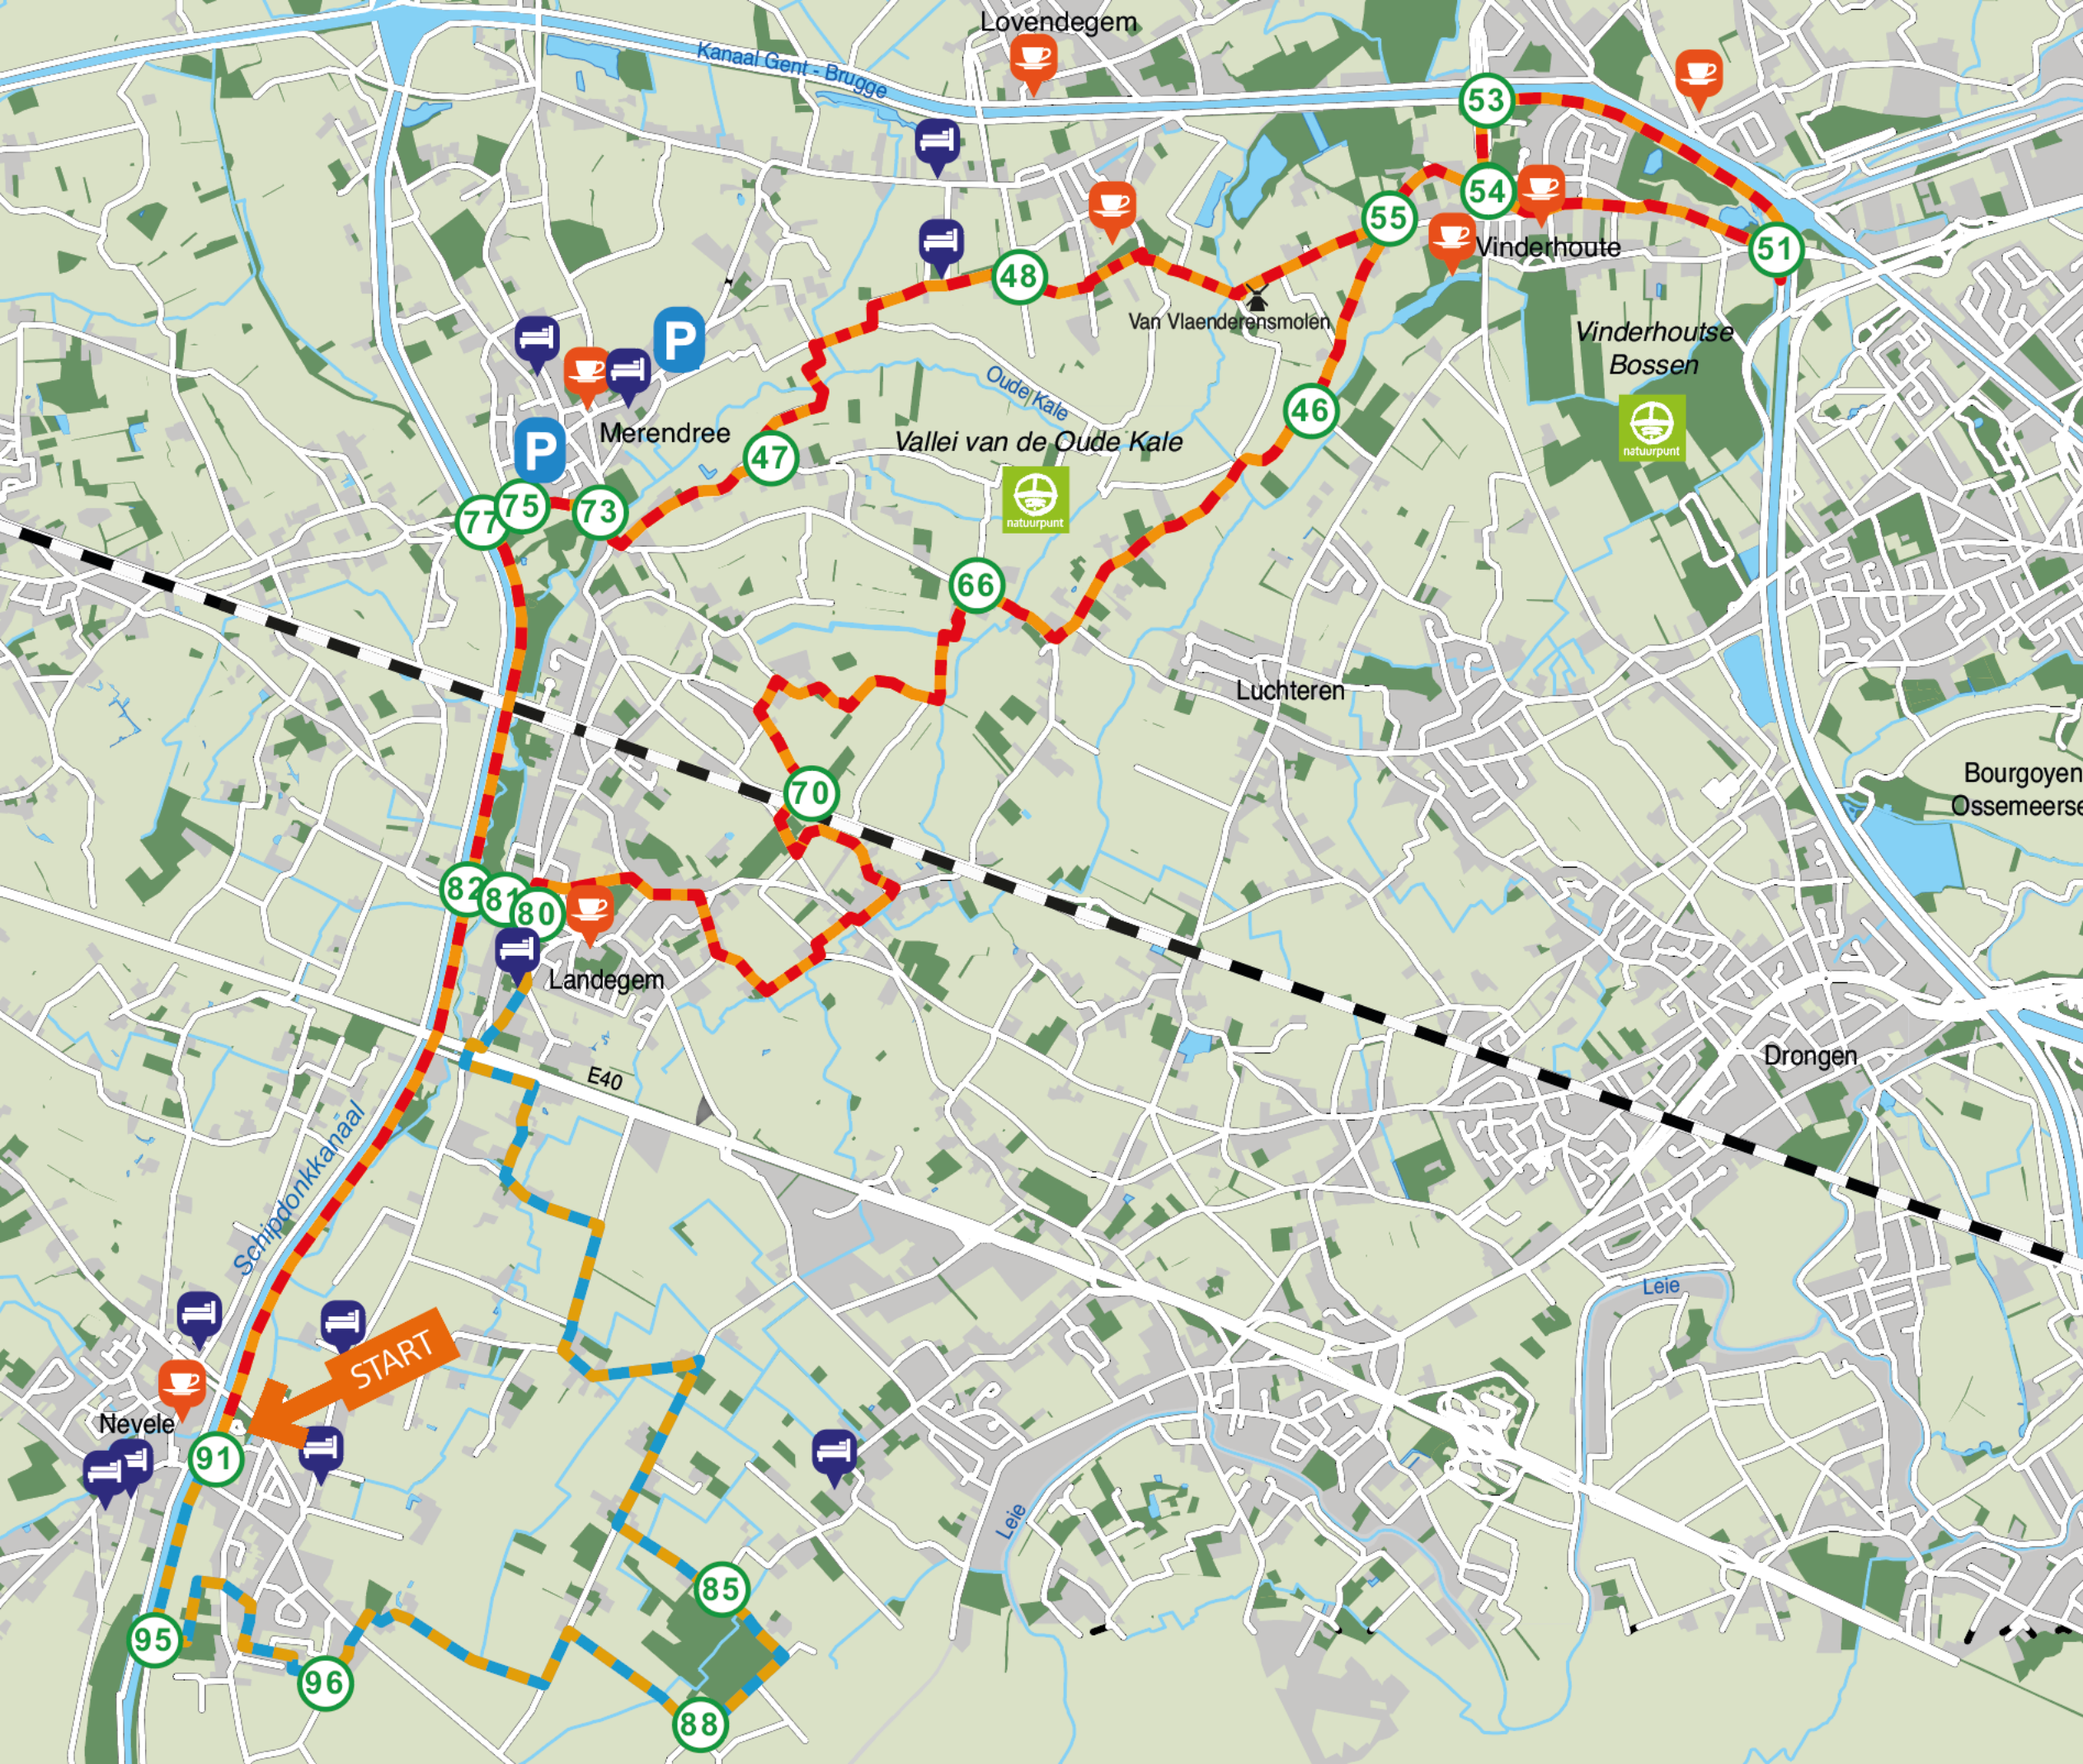 Lovendegem
Kanaal Gent - Brugge
53
54
55
Vinderhoute
51
48
Van Vlaenderensmolen
Vinderhoutse
Bossen
P
Oude Kale
46
natuurpunt
Merendree
P
47
Vallei van de Oude Kale
natuurpunt
77
75
73
66
Luchteren
70
Bourgoyen
Ossemeerse
82
81
80
Landegem
E40
Drongen
Schipdonkkanaal
Leie
START
Nevele
91
Leie
85
95
96
88